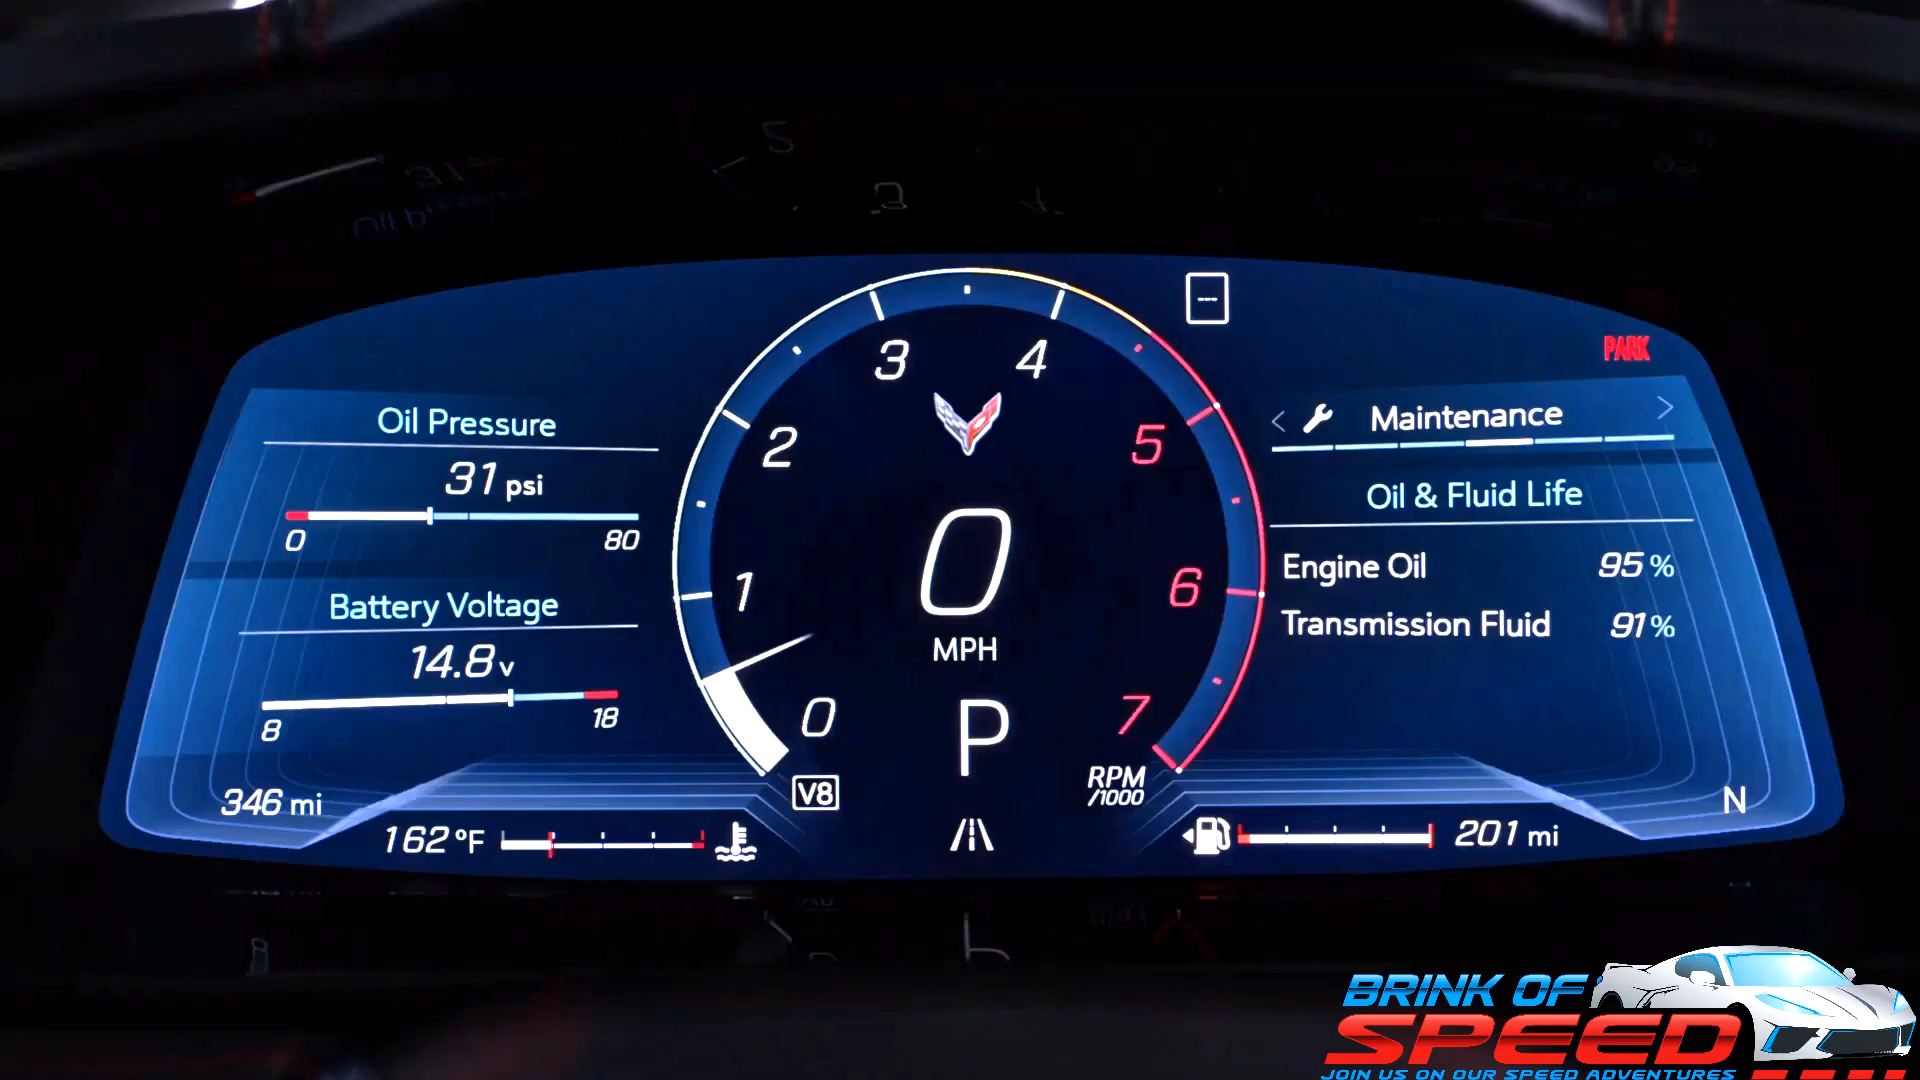 PARK
Oil Pressure
31 psi
0 80
Battery Voltage
14.8 v
8 18
346 mi
162 °F
0
1
2
3
4
5
6
7
RPM
/1000
0
MPH
P
V8
---
Maintenance
Oil & Fluid Life
Engine Oil 95 %
Transmission Fluid 91 %
201 mi
N
BRINK OF
SPEED
JOIN US ON OUR SPEED ADVENTURES